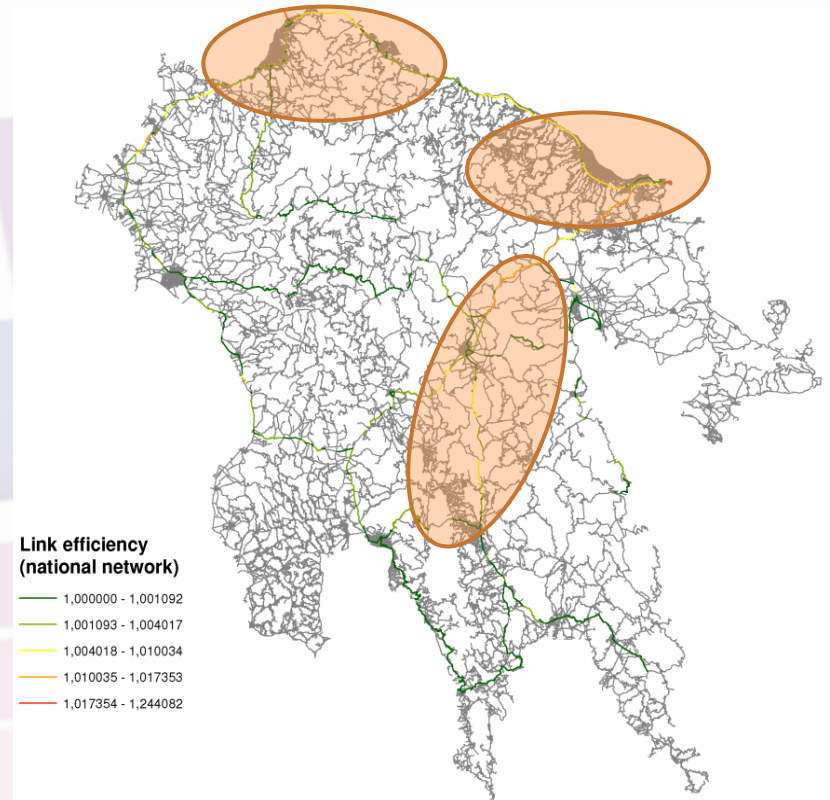 Link efficiency
(national network)
1,000000 - 1,001092
1,001093 - 1,004017
1,004018 - 1,010034
1,010035 - 1,017353
1,017354 - 1,244082